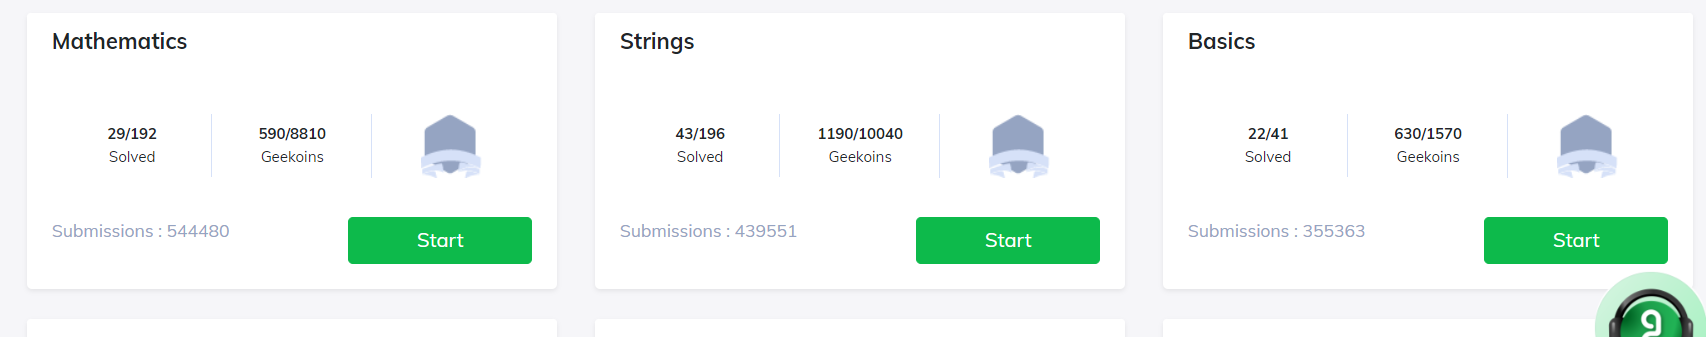 Mathematics
29/192
Solved
590/8810
Geekoins
Submissions : 544480
Start
Strings
43/196
Solved
1190/10040
Geekoins
Submissions : 439551
Start
Basics
22/41
Solved
630/1570
Geekoins
Submissions : 355363
Start